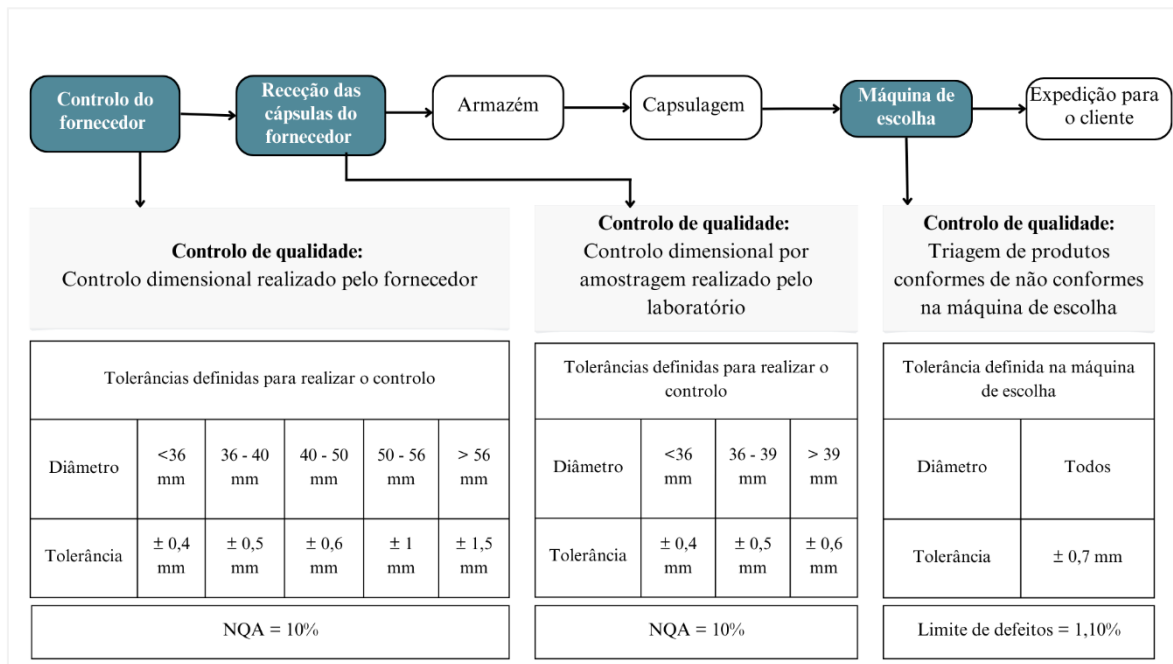 Controlo do
fornecedor
Receção das
cápsulas do
fornecedor
Armazém
Capsulagem
Máquina de
escolha
Expedição para
o cliente
Controlo de qualidade:
Controlo dimensional realizado pelo fornecedor
Controlo de qualidade:
Controlo dimensional por
amostragem realizado pelo
laboratório
Controlo de qualidade:
Triagem de produtos
conformes de não conformes
na máquina de escolha
Tolerâncias definidas para realizar o controlo
Diâmetro
<36
mm
36 - 40
mm
40 - 50
mm
50 - 56
mm
> 56
mm
Tolerância
± 0,4
mm
± 0,5
mm
± 0,6
mm
± 1
mm
± 1,5
mm
NQA = 10%
Tolerâncias definidas para realizar o
controlo
Diâmetro
<36
mm
36 - 39
mm
> 39
mm
Tolerância
± 0,4
mm
± 0,5
mm
± 0,6
mm
NQA = 10%
Tolerância definida na máquina
de escolha
Diâmetro
Todos
Tolerância
± 0,7 mm
Limite de defeitos = 1,10%